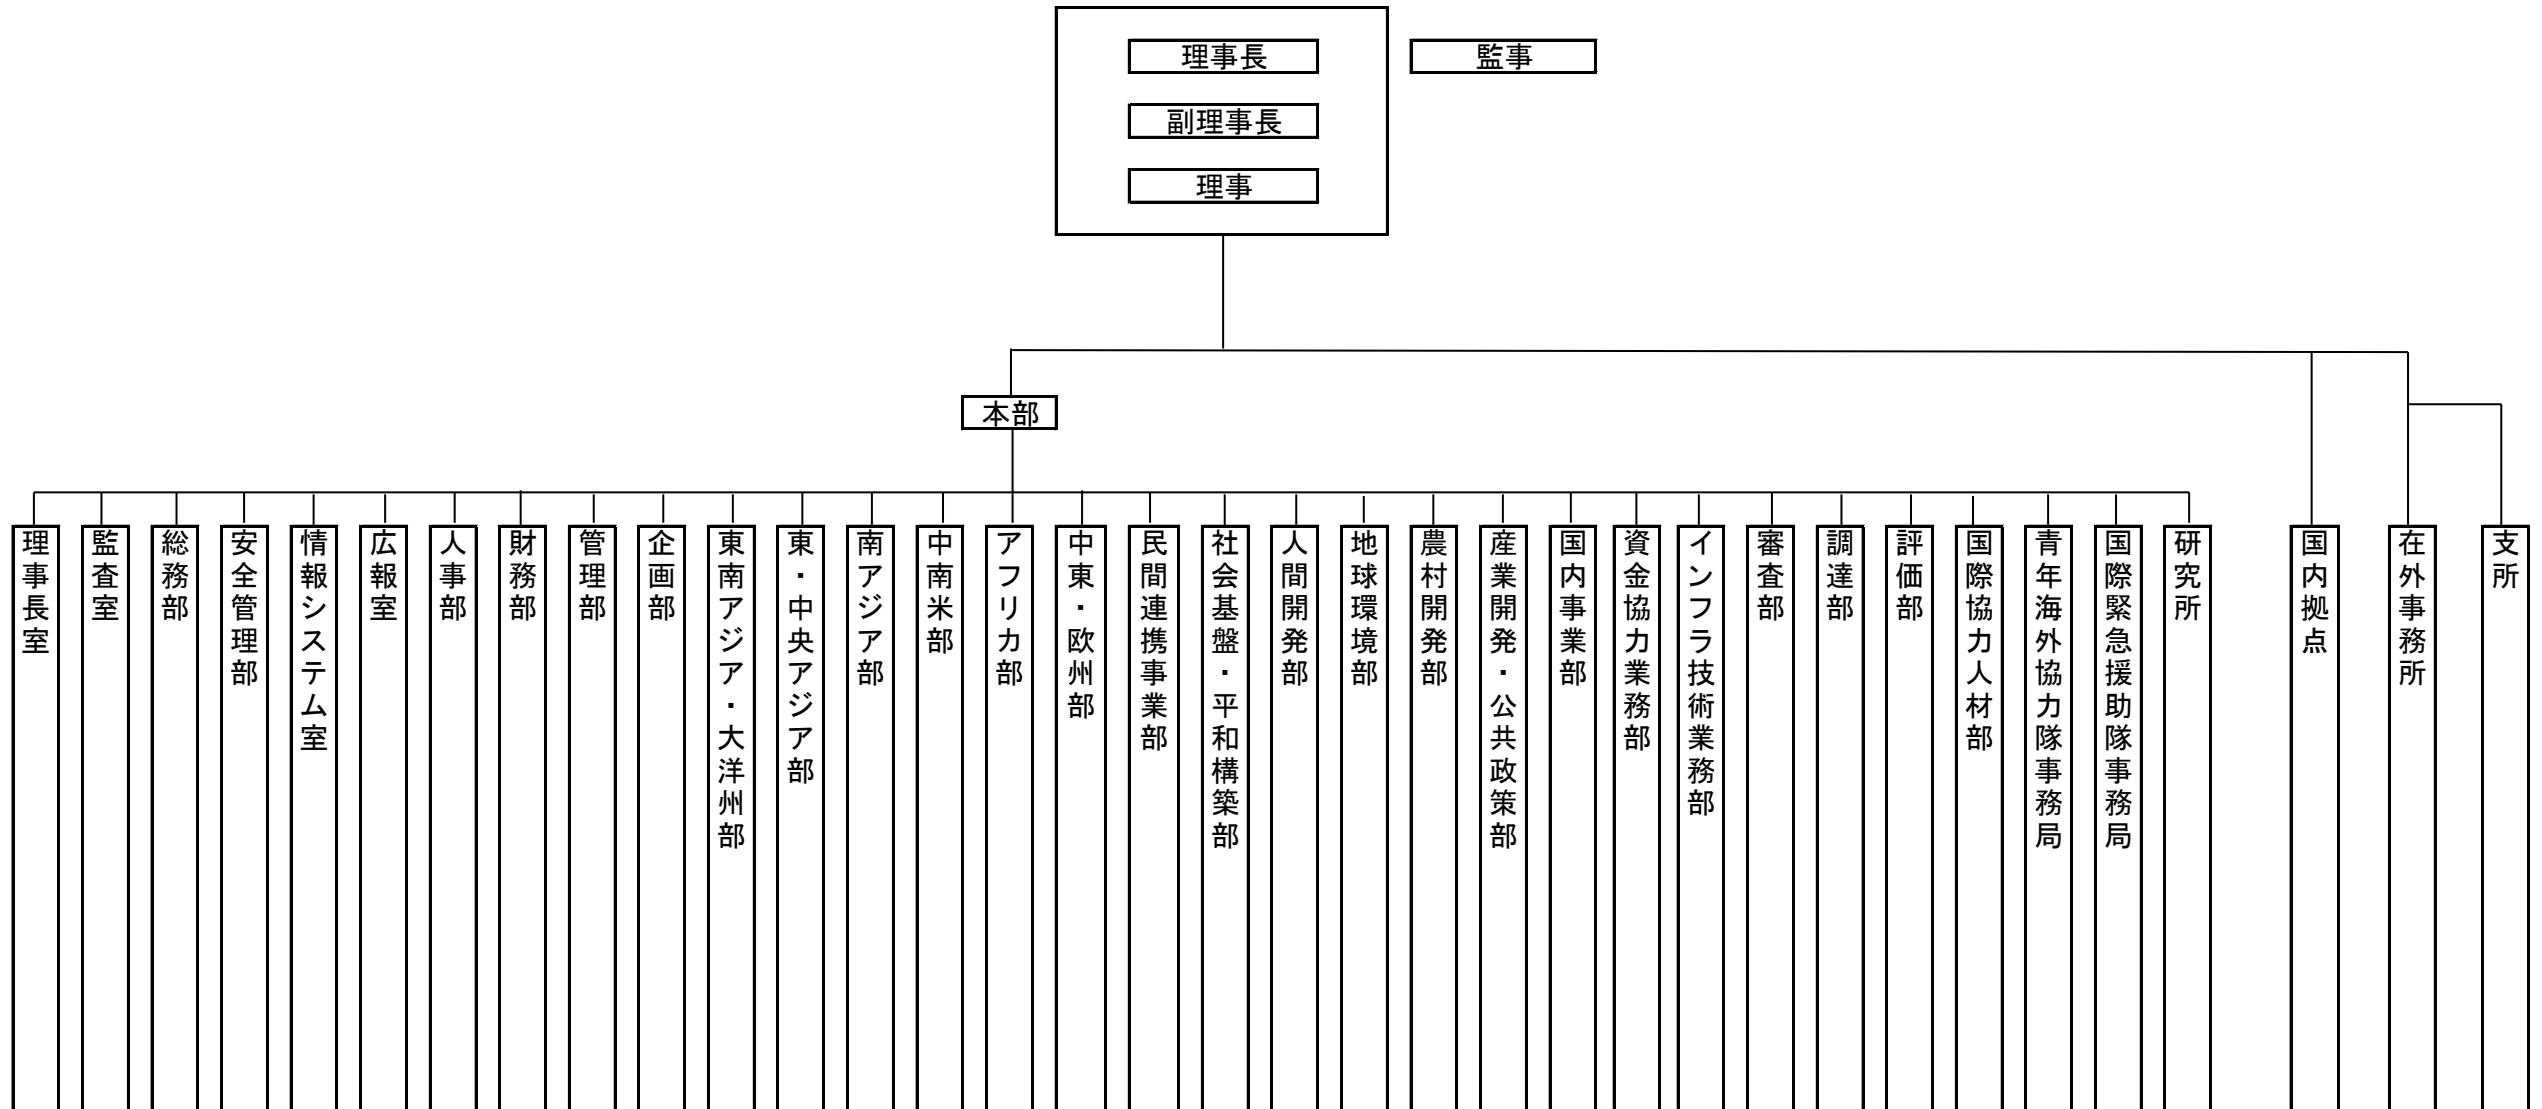 理事長
監事
副理事長
理事
本部
理事長室
監査室
総務部
安全管理部
情報システム室
広報室
人事部
財務部
管理部
企画部
東南アジア・大洋州部
東・中央アジア部
南アジア部
中南米部
アフリカ部
中東・欧州部
民間連携事業部
社会基盤・平和構築部
人間開発部
地球環境部
農村開発部
産業開発・公共政策部
国内事業部
資金協力業務部
インフラ技術業務部
審査部
調達部
評価部
国際協力人材部
青年海外協力隊事務局
国際緊急援助隊事務局
研究所
国内拠点
在外事務所
支所